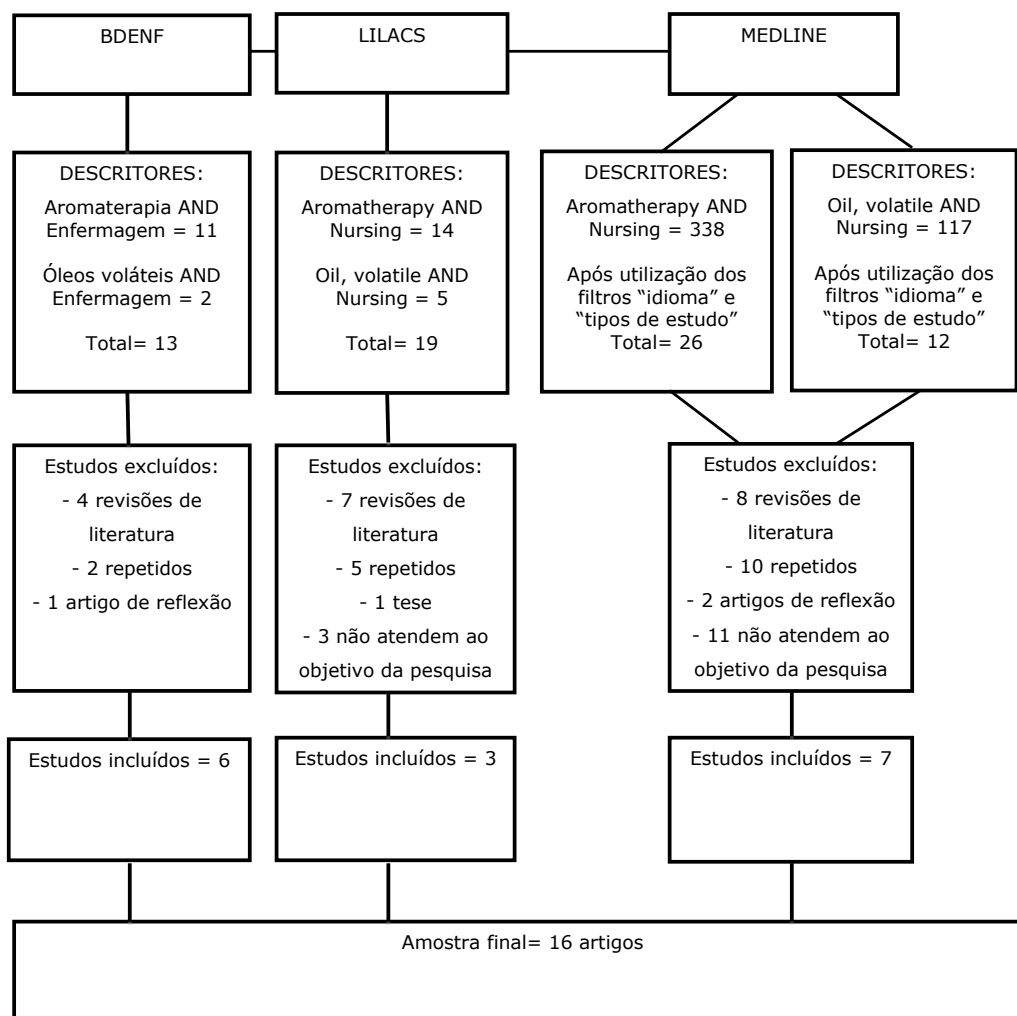 BDENF
LILACS
MEDLINE
DESCRITORES:
Aromaterapia AND
Enfermagem = 11
Óleos voláteis AND
Enfermagem = 2
Total= 13
DESCRITORES:
Aromatherapy AND
Nursing = 14
Oil, volatile AND
Nursing = 5
Total= 19
DESCRITORES:
Aromatherapy AND
Nursing = 338
Após utilização dos
filtros “idioma” e
“tipos de estudo”
Total= 26
DESCRITORES:
Oil, volatile AND
Nursing = 117
Após utilização dos
filtros “idioma” e
“tipos de estudo”
Total= 12
Estudos excluídos:
- 4 revisões de
literatura
- 2 repetidos
- 1 artigo de reflexão
Estudos excluídos:
- 7 revisões de
literatura
- 5 repetidos
- 1 tese
- 3 não atendem ao
objetivo da pesquisa
Estudos excluídos:
- 8 revisões de
literatura
- 10 repetidos
- 2 artigos de reflexão
- 11 não atendem ao
objetivo da pesquisa
Estudos incluídos = 6
Estudos incluídos = 3
Estudos incluídos = 7
Amostra final= 16 artigos